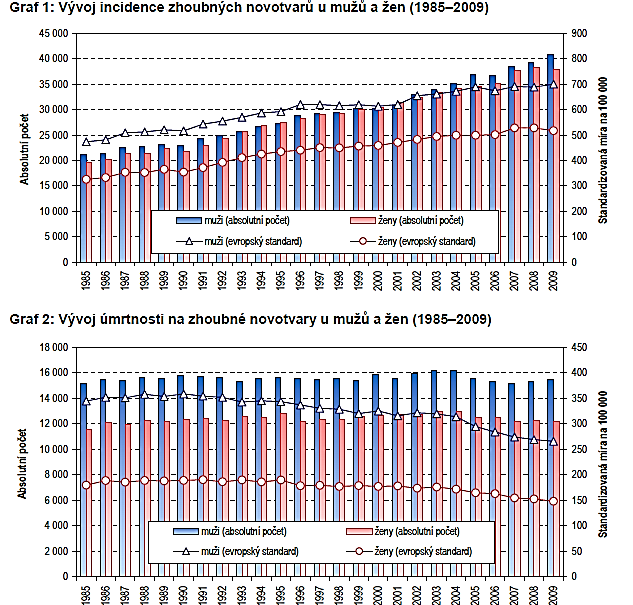 Graf 1: Vývoj incidence zhoubných novotvarů u mužů a žen (1985–2009)
45 000
40 000
35 000
30 000
25 000
20 000
15 000
10 000
5 000
0
Absolutní počet
900
800
700
600
500
400
300
200
100
0
Standardizovaná míra na 100 000
muži (absolutní počet)
ženy (absolutní počet)
muži (evropský standard)
ženy (evropský standard)
1985 1986 1987 1988 1989 1990 1991 1992 1993 1994 1995 1996 1997 1998 1999 2000 2001 2002 2003 2004 2005 2006 2007 2008 2009
Graf 2: Vývoj úmrtnosti na zhoubné novotvary u mužů a žen (1985–2009)
18 000
16 000
14 000
12 000
10 000
8 000
6 000
4 000
2 000
0
Absolutní počet
450
400
350
300
250
200
150
100
50
0
Standardizovaná míra na 100 000
muži (absolutní počet)
ženy (absolutní počet)
muži (evropský standard)
ženy (evropský standard)
1985 1986 1987 1988 1989 1990 1991 1992 1993 1994 1995 1996 1997 1998 1999 2000 2001 2002 2003 2004 2005 2006 2007 2008 2009